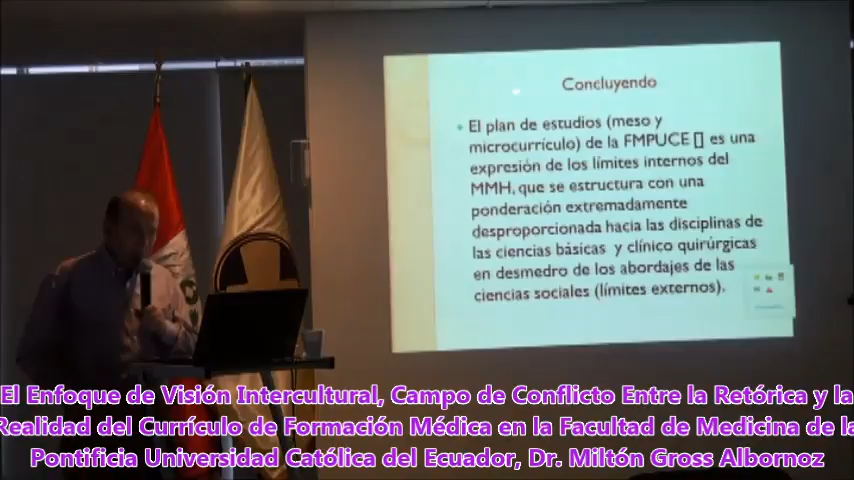 Concluyendo
El plan de estudios (meso y
microcurrículo) de la FMPUCE [] es una
expresión de los límites internos del
MMH, que se estructura con una
ponderación extremadamente
desproporcionada hacia las disciplinas de
las ciencias básicas y clínico quirúrgicas
en desmedro de los abordajes de las
ciencias sociales (límites externos).
El Enfoque de Visión Intercultural, Campo de Conflicto Entre la Retórica y la
Realidad del Currículo de Formación Médica en la Facultad de Medicina de la
Pontificia Universidad Católica del Ecuador, Dr. Miltón Gross Albornoz